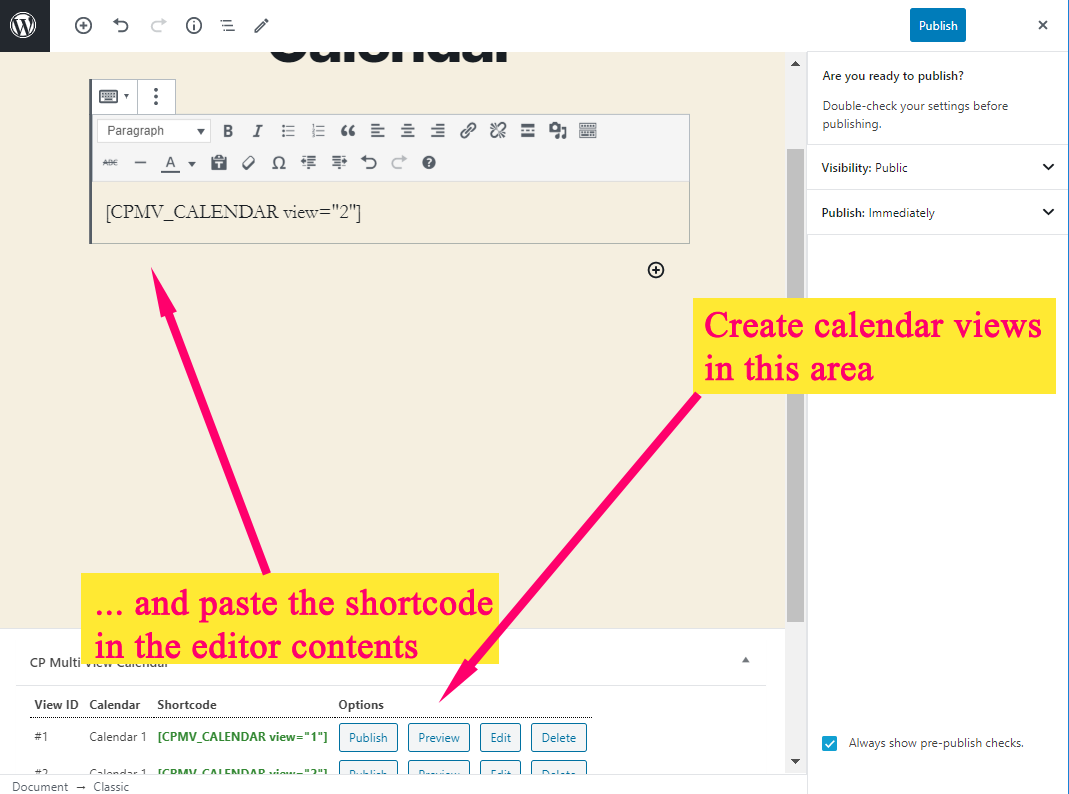 Publish
Calendar
Are you ready to publish?
Double-check your settings before
publishing.
Visibility: Public
Publish: Immediately
Paragraph
B I
ABC A
[CPMV_CALENDAR view="2"]
Create calendar views
in this area
... and paste the shortcode
in the editor contents
CP Multi View Calendar
View ID Calendar Shortcode Options
#1 Calendar 1 [CPMV_CALENDAR view="1"] Publish Preview Edit Delete
#2 Calendar 1 [CPMV_CALENDAR view="2"] Publish Preview Edit Delete
Always show pre-publish checks.
Document → Classic